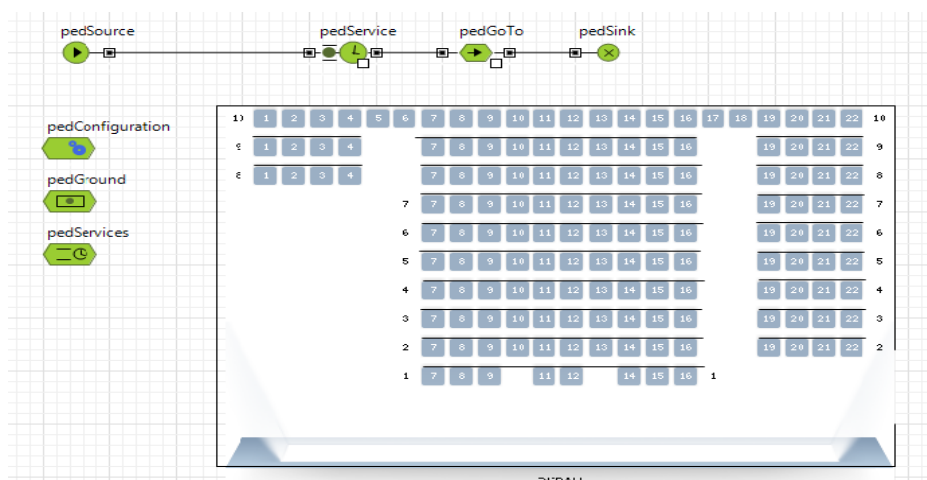 pedSource pedService pedGoTo pedSink
pedConfiguration
pedGround
pedServices
1 2 3 4 5 6 7 8 9 10 11 12 13 14 15 16 17 18 19 20 21 22 10
1 2 3 4 7 8 9 10 11 12 13 14 15 16 19 20 21 22 9
1 2 3 4 7 8 9 10 11 12 13 14 15 16 19 20 21 22 8
7 7 8 9 10 11 12 13 14 15 16 19 20 21 22 7
6 7 8 9 10 11 12 13 14 15 16 19 20 21 22 6
5 7 8 9 10 11 12 13 14 15 16 19 20 21 22 5
4 7 8 9 10 11 12 13 14 15 16 19 20 21 22 4
3 7 8 9 10 11 12 13 14 15 16 19 20 21 22 3
2 7 8 9 10 11 12 13 14 15 16 19 20 21 22 2
1 7 8 9 11 12 14 15 16 1